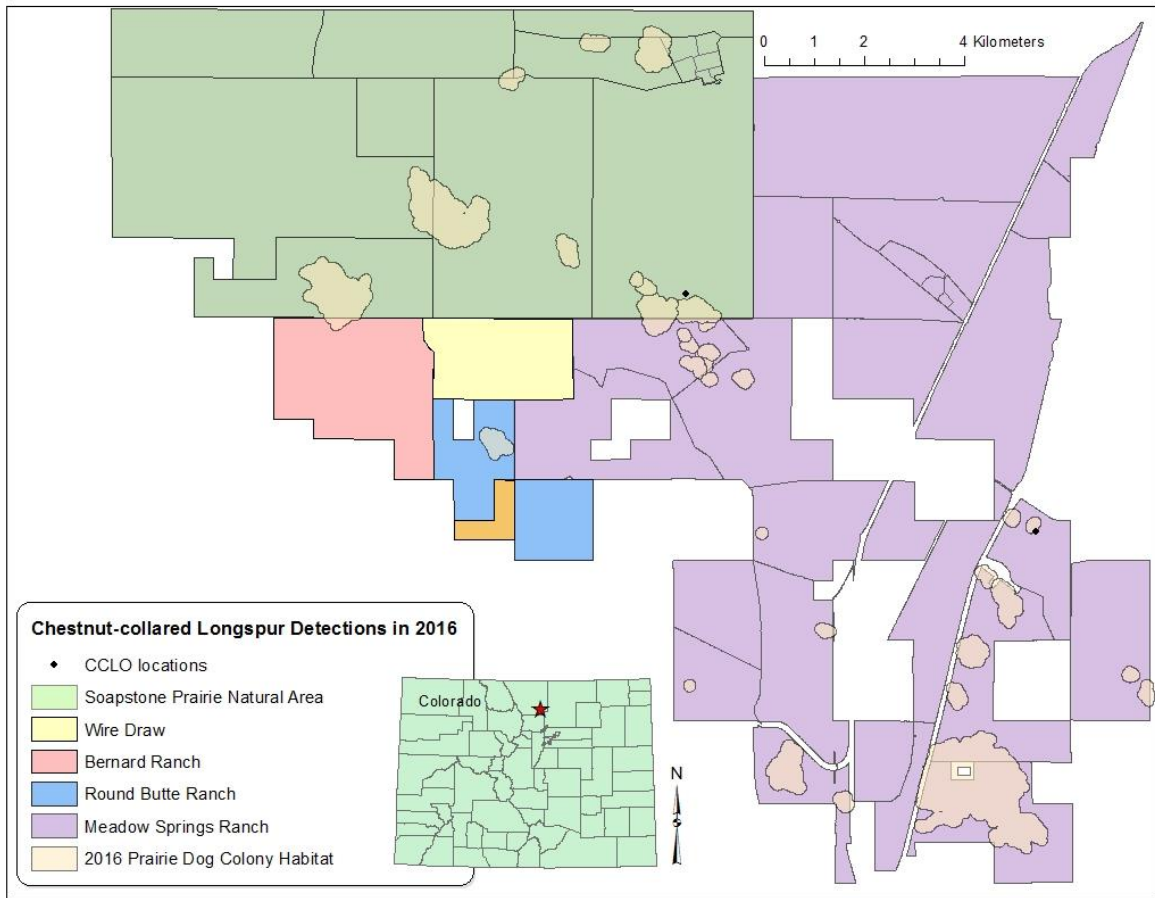 0 1 2 4 Kilometers
Chestnut-collared Longspur Detections in 2016
CCLO locations
Soapstone Prairie Natural Area
Wire Draw
Bernard Ranch
Round Butte Ranch
Meadow Springs Ranch
2016 Prairie Dog Colony Habitat
Colorado
N